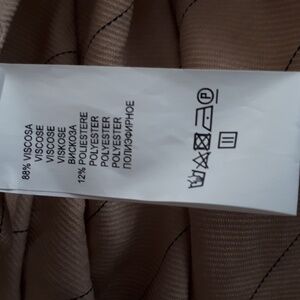 88% VISCOSA
VISCOSE
VISCOSE
VISKOSE
ВИСКОЗА
12% POLIESTERE
POLYESTER
POLYESTER
POLYESTER
ПОЛИЭФИРНОЕ
P